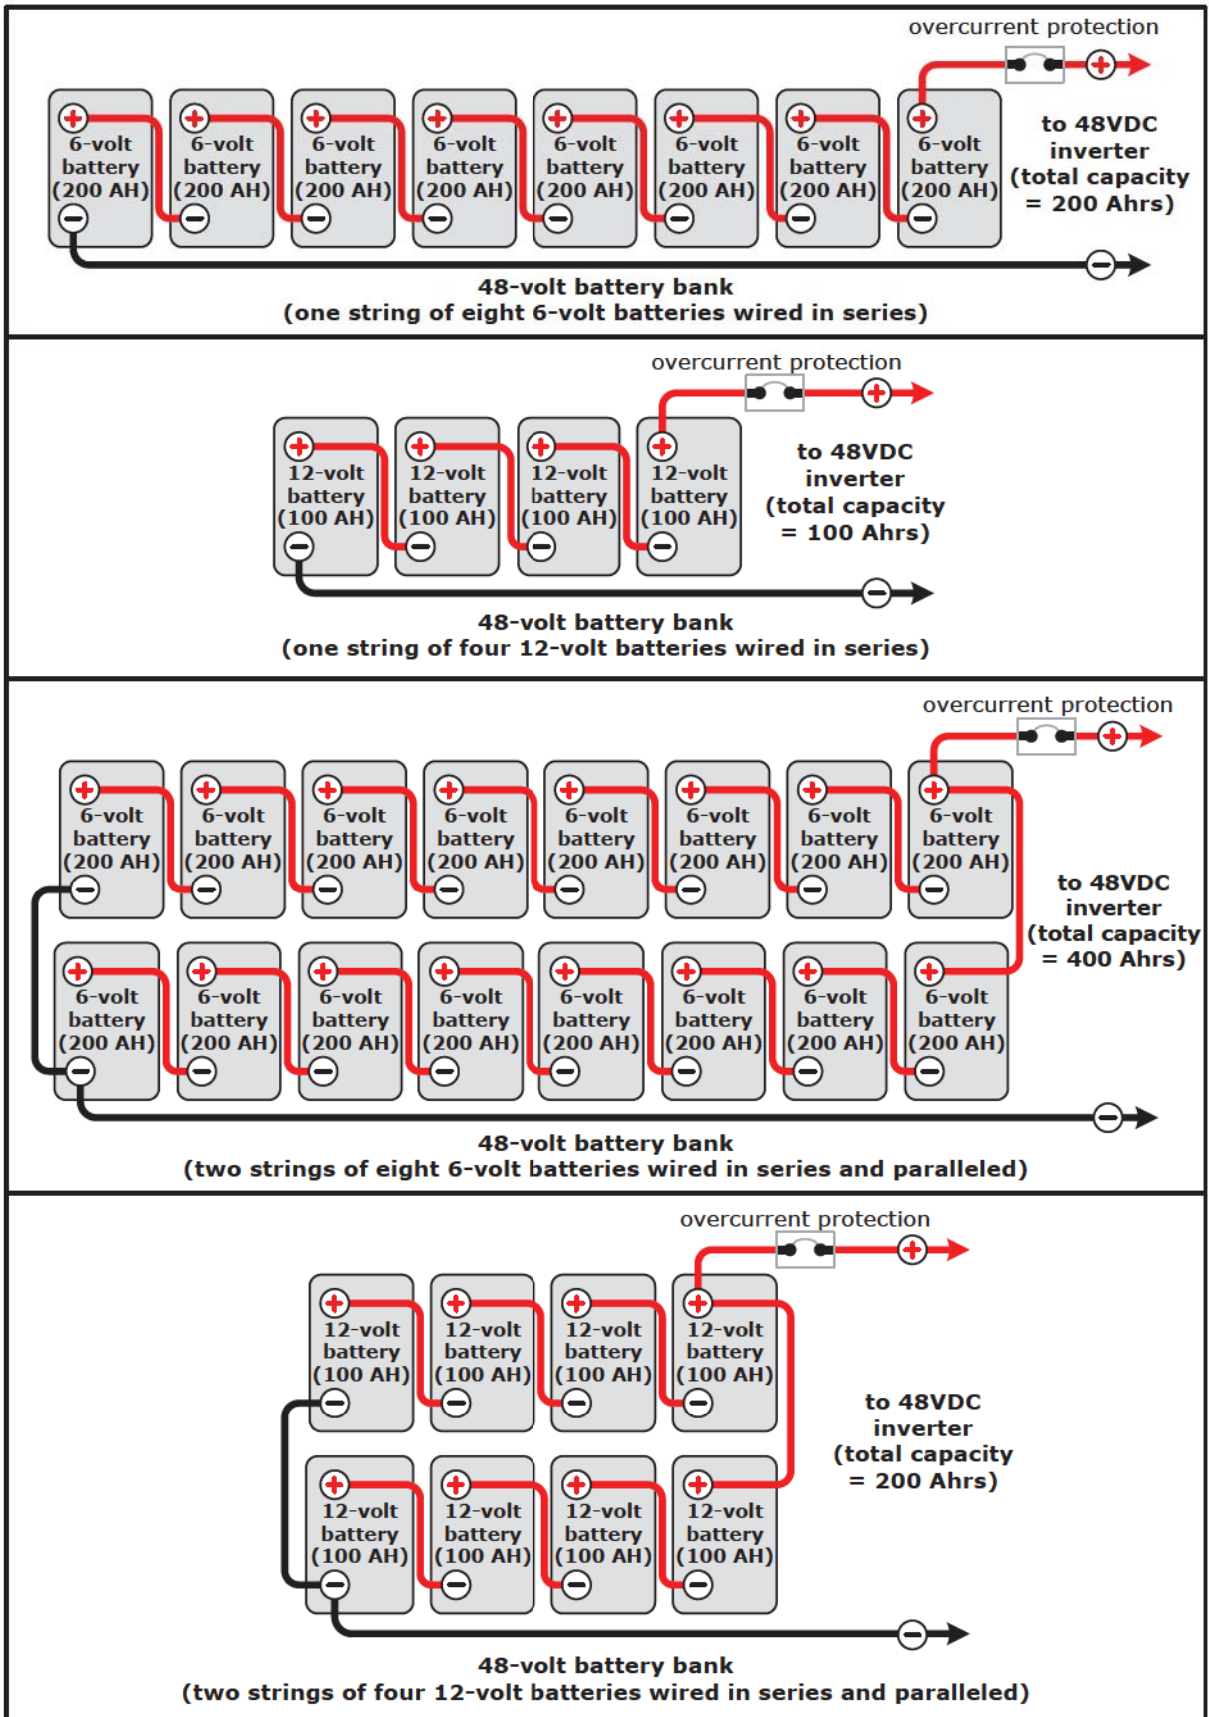 overcurrent protection
6-volt
battery
(200 AH)
6-volt
battery
(200 AH)
6-volt
battery
(200 AH)
6-volt
battery
(200 AH)
6-volt
battery
(200 AH)
6-volt
battery
(200 AH)
6-volt
battery
(200 AH)
6-volt
battery
(200 AH)
to 48VDC
inverter
(total capacity
= 200 Ahrs)
48-volt battery bank
(one string of eight 6-volt batteries wired in series)
overcurrent protection
12-volt
battery
(100 AH)
12-volt
battery
(100 AH)
12-volt
battery
(100 AH)
12-volt
battery
(100 AH)
to 48VDC
inverter
(total capacity
= 100 Ahrs)
48-volt battery bank
(one string of four 12-volt batteries wired in series)
overcurrent protection
6-volt
battery
(200 AH)
6-volt
battery
(200 AH)
6-volt
battery
(200 AH)
6-volt
battery
(200 AH)
6-volt
battery
(200 AH)
6-volt
battery
(200 AH)
6-volt
battery
(200 AH)
6-volt
battery
(200 AH)
to 48VDC
inverter
(total capacity
= 400 Ahrs)
6-volt
battery
(200 AH)
6-volt
battery
(200 AH)
6-volt
battery
(200 AH)
6-volt
battery
(200 AH)
6-volt
battery
(200 AH)
6-volt
battery
(200 AH)
6-volt
battery
(200 AH)
6-volt
battery
(200 AH)
48-volt battery bank
(two strings of eight 6-volt batteries wired in series and paralleled)
overcurrent protection
12-volt
battery
(100 AH)
12-volt
battery
(100 AH)
12-volt
battery
(100 AH)
12-volt
battery
(100 AH)
to 48VDC
inverter
(total capacity
= 200 Ahrs)
12-volt
battery
(100 AH)
12-volt
battery
(100 AH)
12-volt
battery
(100 AH)
12-volt
battery
(100 AH)
48-volt battery bank
(two strings of four 12-volt batteries wired in series and paralleled)